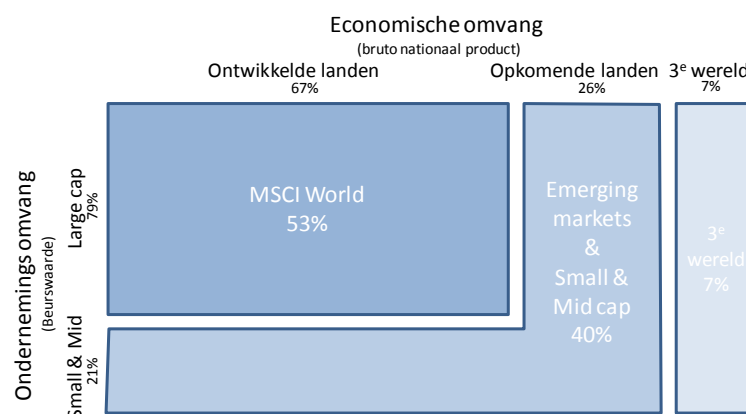 Economische omvang
(bruto nationaal product)
Ontwikkelde landen
67%
Opkomende landen
26%
3e wereld
7%
Ondernemings omvang
(Beurswaarde)
Large cap
79%
Small & Mid
21%
MSCI World
53%
Emerging
markets
&
Small &
Mid cap
40%
3e
wereld
7%